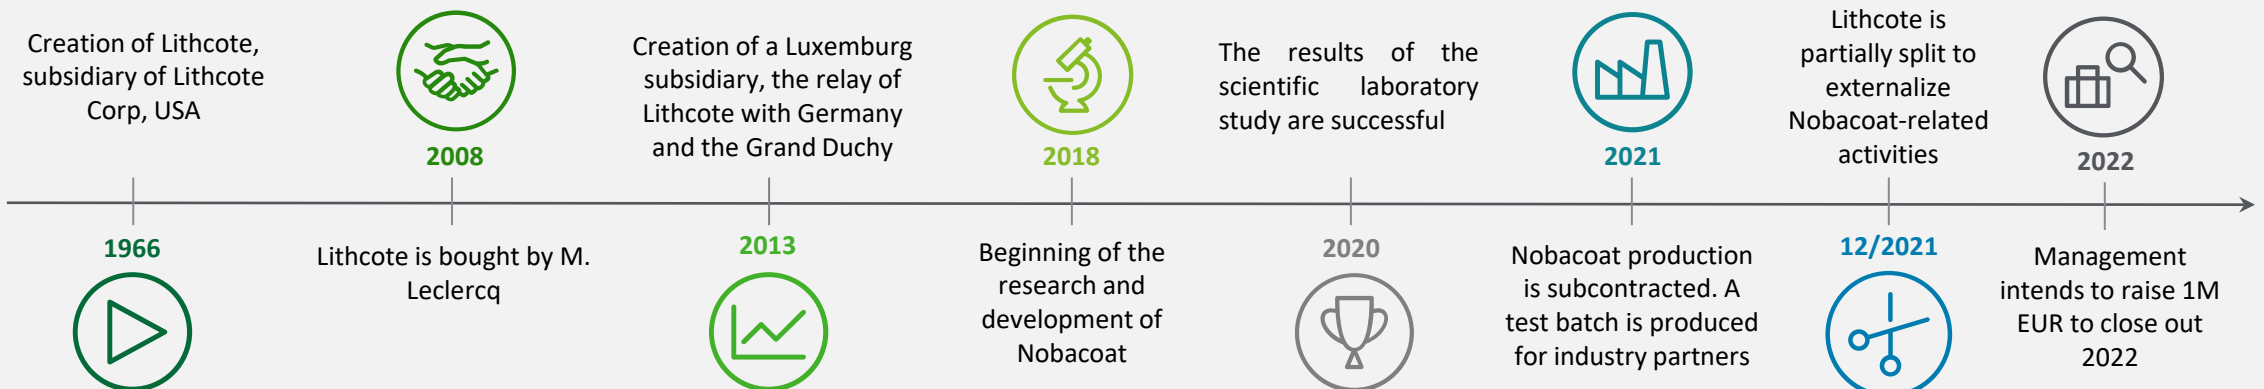 Creation of Lithcote,
subsidiary of Lithcote
Corp, USA
1966
2008
Lithcote is bought by M.
Leclercq
Creation of a Luxemburg
subsidiary, the relay of
Lithcote with Germany
and the Grand Duchy
2013
2018
Beginning of the
research and
development of
Nobacoat
The results of the
scientific laboratory
study are successful
2020
2021
Nobacoat production
is subcontracted. A
test batch is produced
for industry partners
Lithcote is
partially split to
externalize
Nobacoat-related
activities
12/2021
2022
Management
intends to raise 1M
EUR to close out
2022